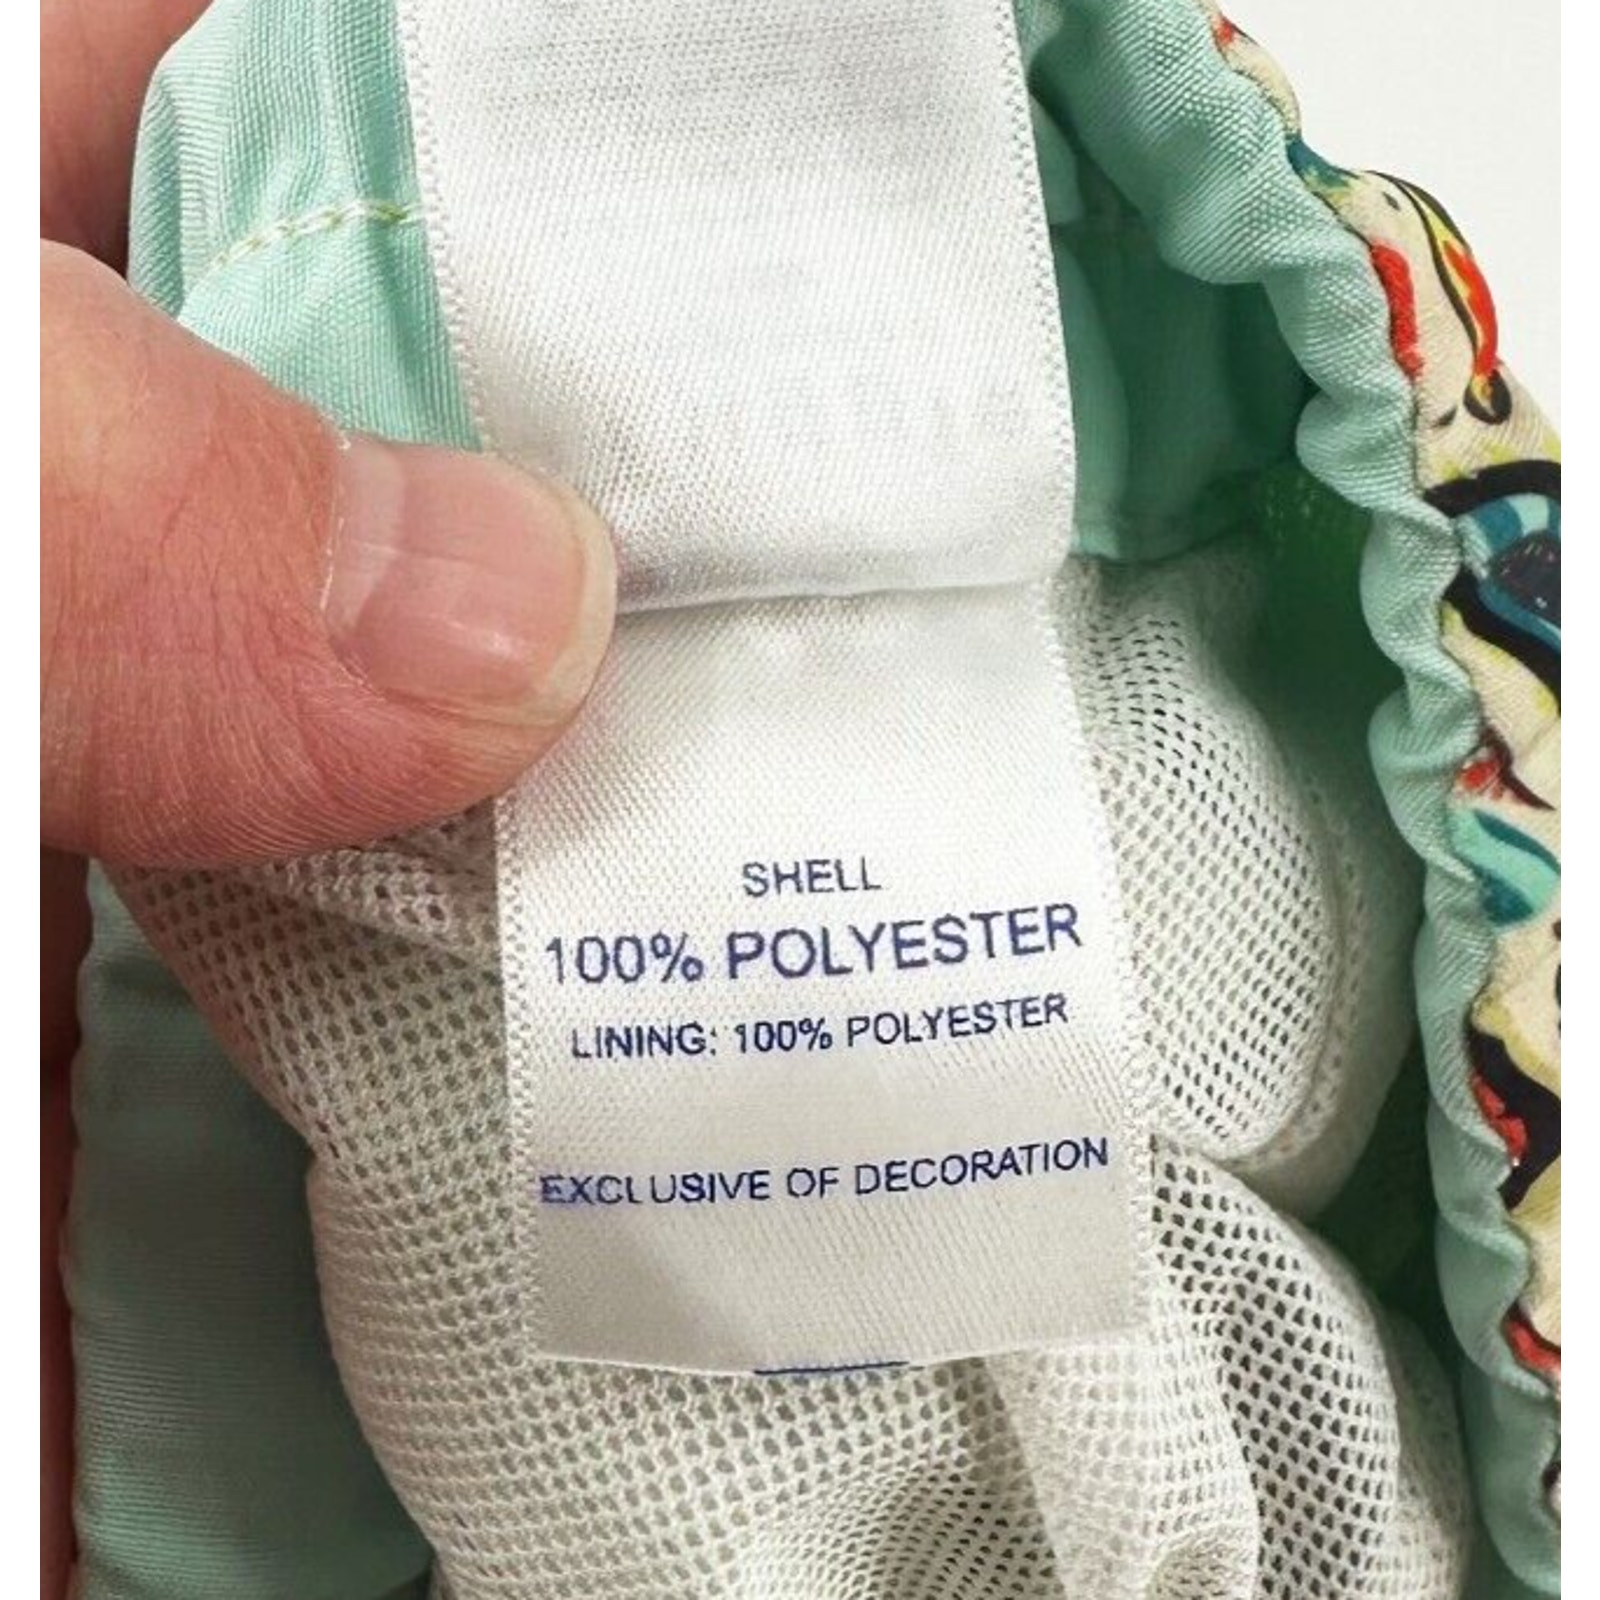 SHELL
100% POLYESTER
LINING: 100% POLYESTER
EXCLUSIVE OF DECORATION